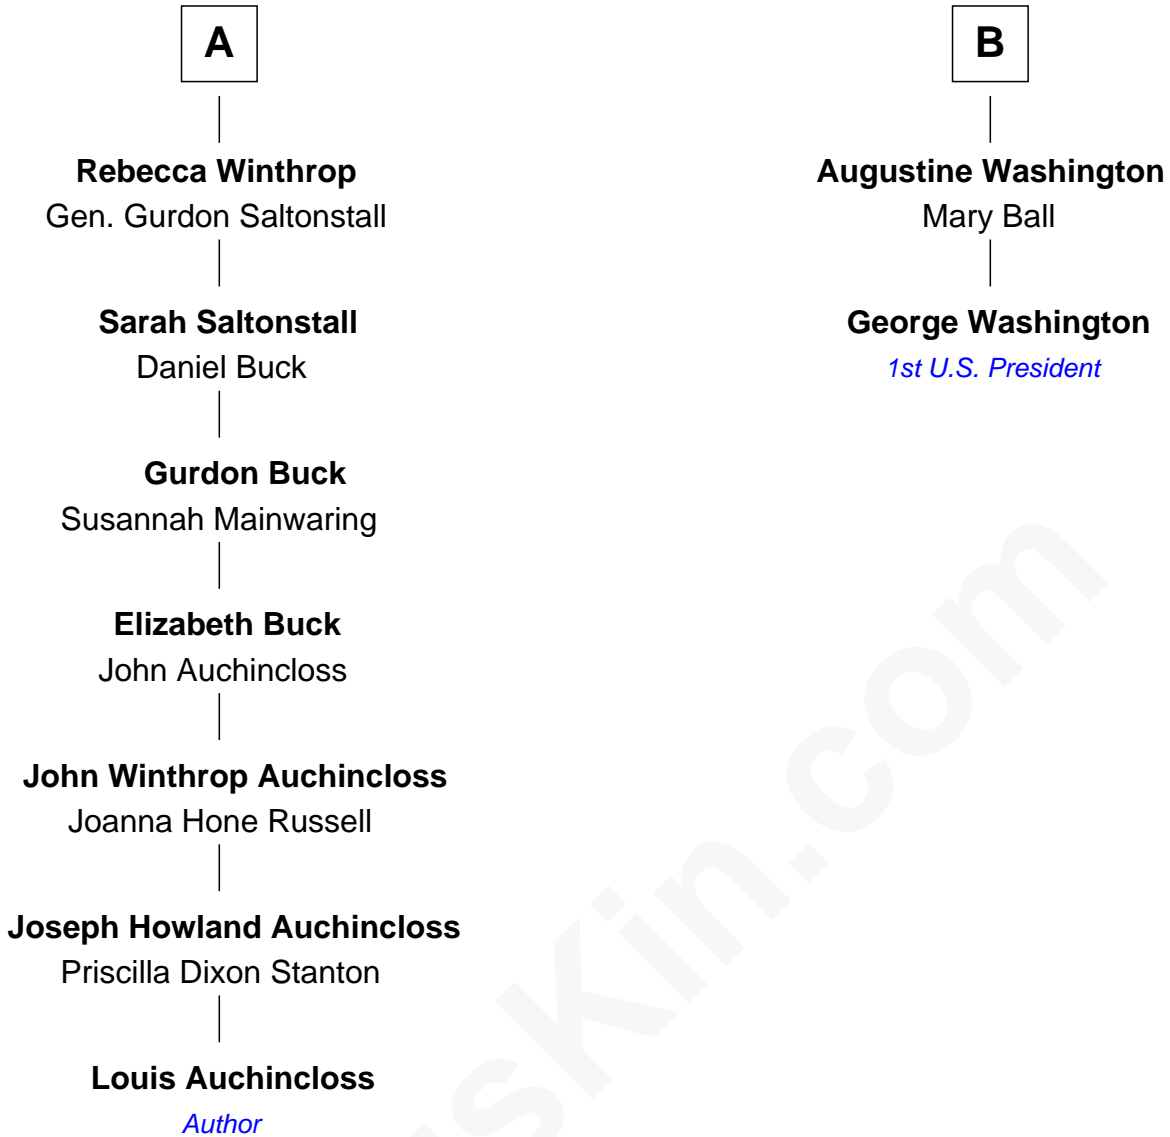 A
Rebecca Winthrop
Gen. Gurdon Saltonstall
Sarah Saltonstall
Daniel Buck
Gurdon Buck
Susannah Mainwaring
Elizabeth Buck
John Auchincloss
John Winthrop Auchincloss
Joanna Hone Russell
Joseph Howland Auchincloss
Priscilla Dixon Stanton
Louis Auchincloss
Author
B
Augustine Washington
Mary Ball
George Washington
1st U.S. President